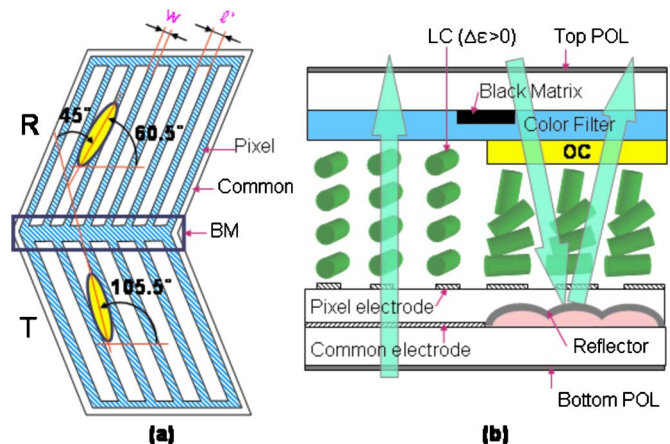 W ℓ'
R
45°
60.5°
Pixel
Common
BM
T
105.5°
(a)
LC (Δε>0)
Top POL
Black Matrix
Color Filter
OC
Pixel electrode
Common electrode
Reflector
Bottom POL
(b)